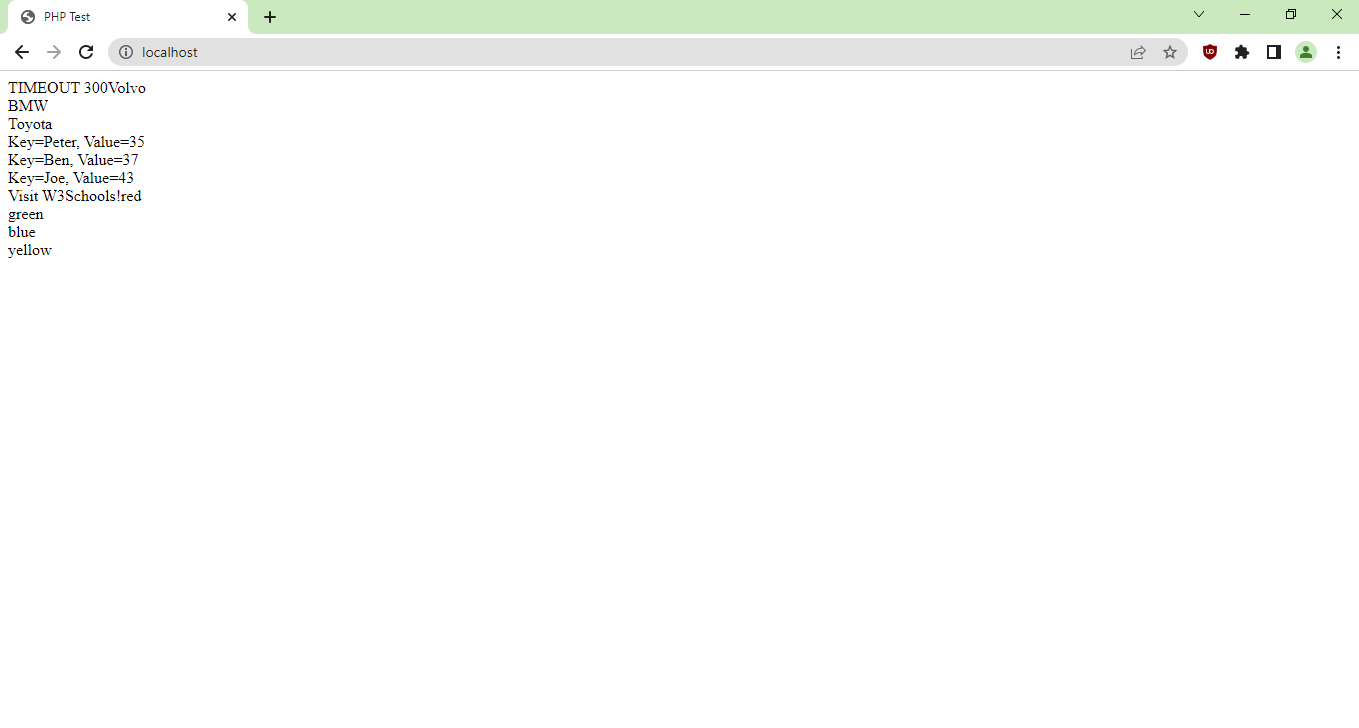 PHP Test
localhost
TIMEOUT 300Volvo
BMW
Toyota
Key=Peter, Value=35
Key=Ben, Value=37
Key=Joe, Value=43
Visit W3Schools!red
green
blue
yellow